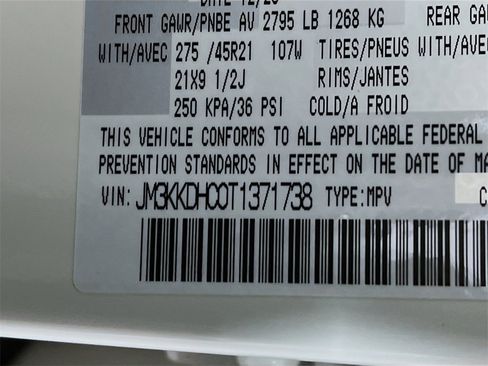 FRONT GAWR/PNBE AV 2795 LB 1268 KG REAR GA
WITH/AVEC 275 /45R21 107W TIRES/PNEUS WITH/AVEC
21X9 1/2J RIMS/JANTES
250 KPA/36 PSI COLD/A FROID
THIS VEHICLE CONFORMS TO ALL APPLICABLE FEDERAL
PREVENTION STANDARDS IN EFFECT ON THE DATE OF MA
VIN: JM3KKDHC0T1371738 TYPE:MPV C